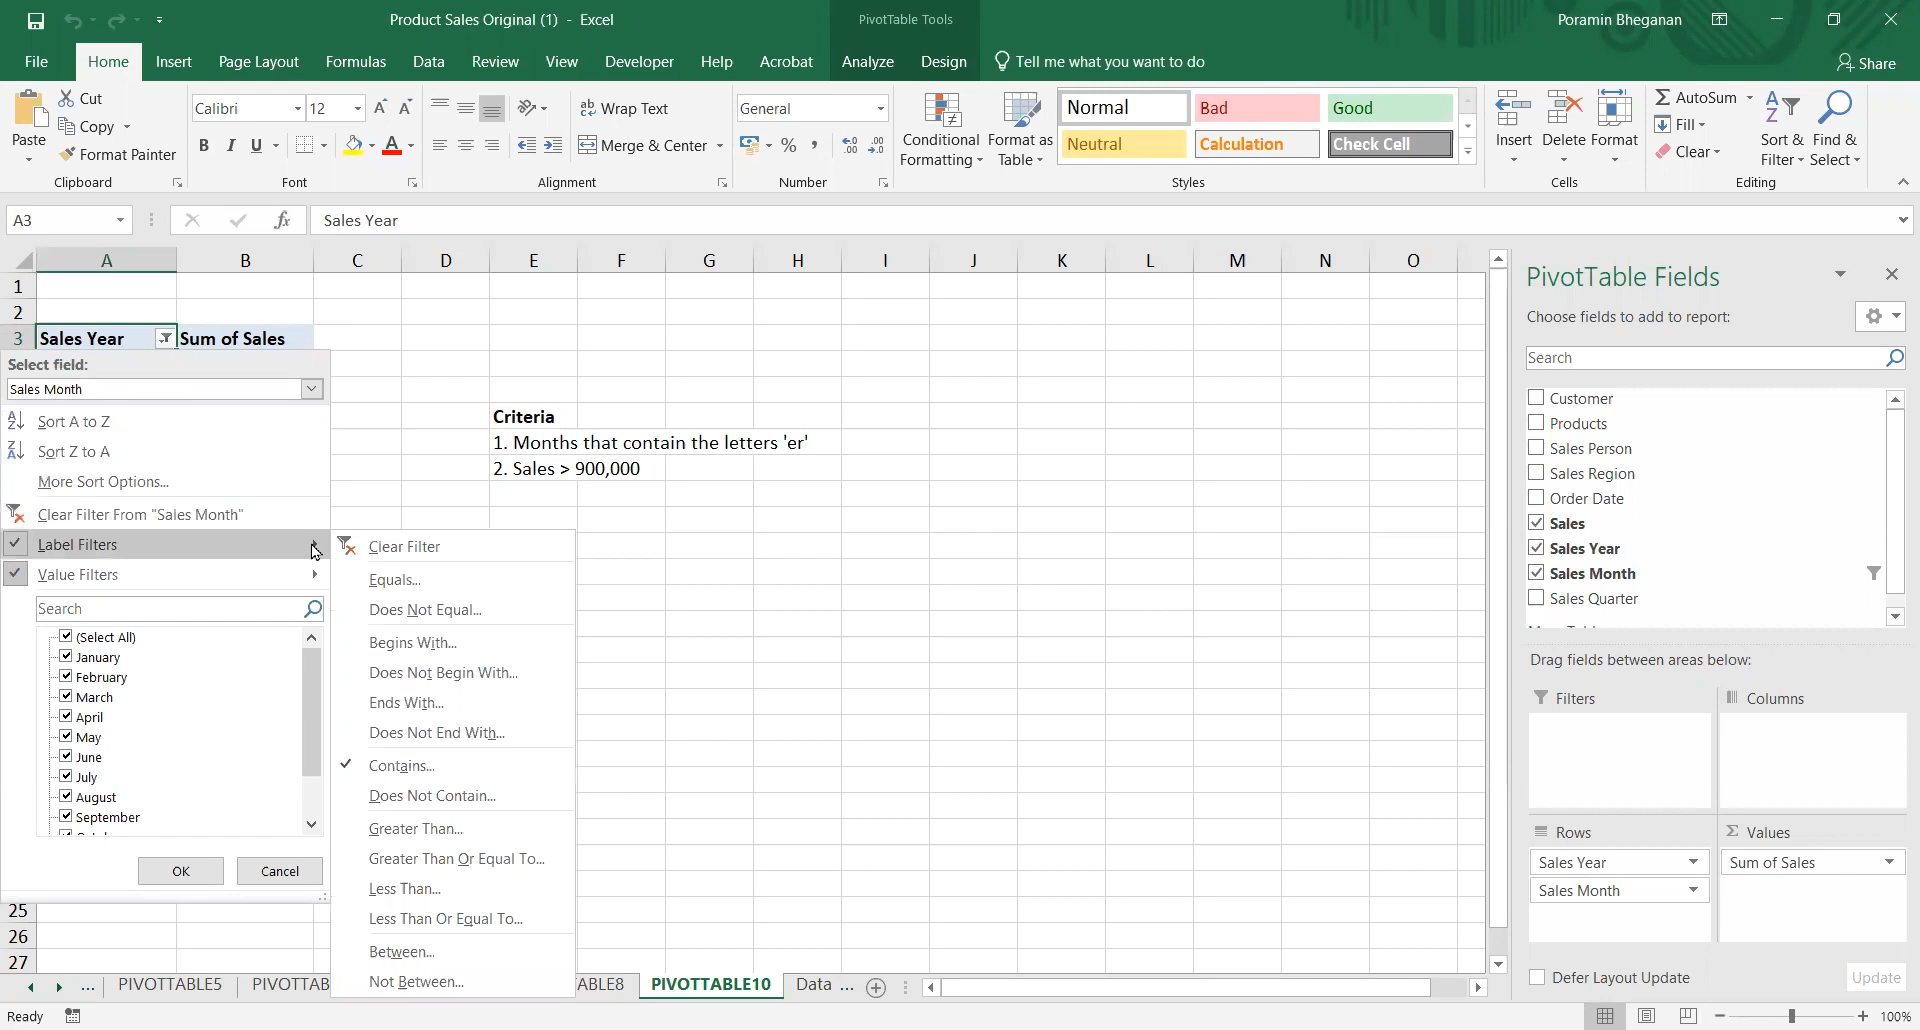 Product Sales Original (1) - Excel
PivotTable Tools
Poramin Bheganan
File Home Insert Page Layout Formulas Data Review View Developer Help Acrobat Analyze Design Tell me what you want to do Share
Paste
Cut
Copy
Format Painter
Clipboard
Calibri 12
B I U
Font
Wrap Text
Merge & Center
Alignment
General
Number
Conditional Formatting
Format as Table
Normal Bad Good
Neutral Calculation Check Cell
Styles
Insert Delete Format
Cells
AutoSum
Fill
Clear
Sort & Filter
Find & Select
Editing
A3 fx Sales Year
A B C D E F G H I J K L M N O
1
2
3 Sales Year Sum of Sales
Select field:
Sales Month
Sort A to Z
Sort Z to A
More Sort Options...
Clear Filter From "Sales Month"
Label Filters
Value Filters
Search
(Select All)
January
February
March
April
May
June
July
August
September
OK Cancel
Clear Filter
Equals...
Does Not Equal...
Begins With...
Does Not Begin With...
Ends With...
Does Not End With...
Contains...
Does Not Contain...
Greater Than...
Greater Than Or Equal To...
Less Than...
Less Than Or Equal To...
Between...
Not Between...
Criteria
1. Months that contain the letters 'er'
2. Sales > 900,000
25
26
27
PivotTable Fields
Choose fields to add to report:
Search
Customer
Products
Sales Person
Sales Region
Order Date
Sales
Sales Year
Sales Month
Sales Quarter
Drag fields between areas below:
Filters
Columns
Rows
Values
Sales Year
Sum of Sales
Sales Month
Defer Layout Update Update
... PIVOTTABLE5 PIVOTTAB TABLE8 PIVOTTABLE10 Data ...
Ready
100%